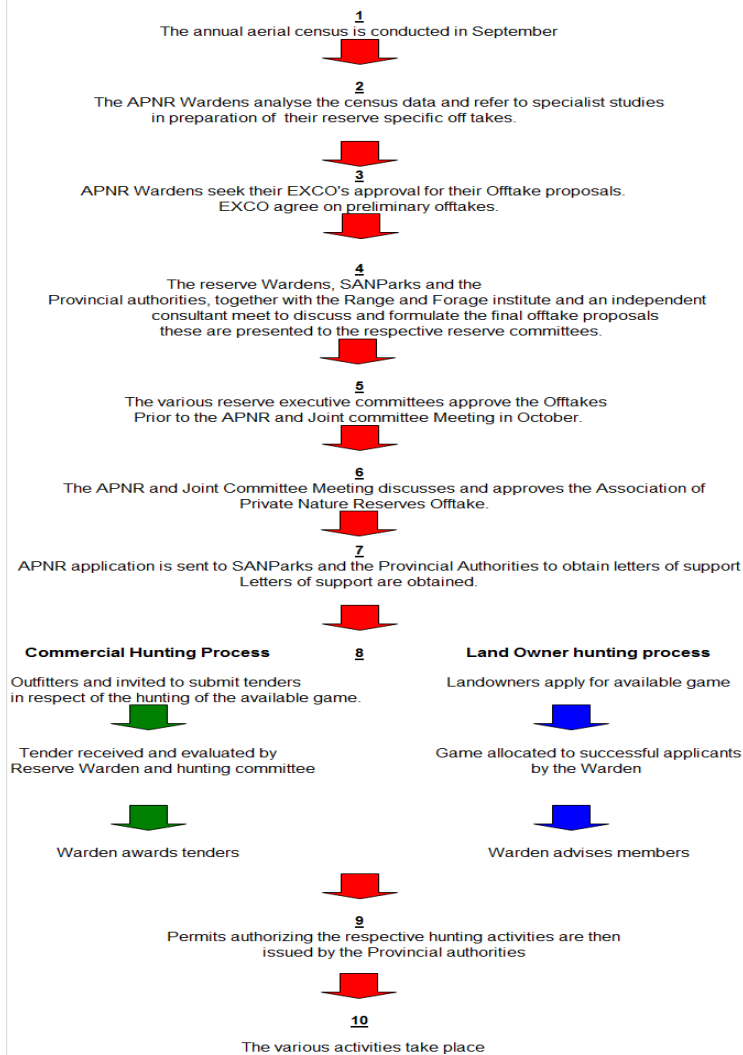 1
The annual aerial census is conducted in September
2
The APNR Wardens analyse the census data and refer to specialist studies
in preparation of their reserve specific off takes.
3
APNR Wardens seek their EXCO's approval for their Offtake proposals.
EXCO agree on preliminary offtakes.
4
The reserve Wardens, SANParks and the
Provincial authorities, together with the Range and Forage institute and an independent
consultant meet to discuss and formulate the final offtake proposals
these are presented to the respective reserve committees.
5
The various reserve executive committees approve the Offtakes
Prior to the APNR and Joint committee Meeting in October.
6
The APNR and Joint Committee Meeting discusses and approves the Association of
Private Nature Reserves Offtake.
7
APNR application is sent to SANParks and the Provincial Authorities to obtain letters of support
Letters of support are obtained.
8
Commercial Hunting Process
Outfitters and invited to submit tenders
in respect of the hunting of the available game.
Tender received and evaluated by
Reserve Warden and hunting committee
Warden awards tenders
Land Owner hunting process
Landowners apply for available game
Game allocated to successful applicants
by the Warden
Warden advises members
9
Permits authorizing the respective hunting activities are then
issued by the Provincial authorities
10
The various activities take place